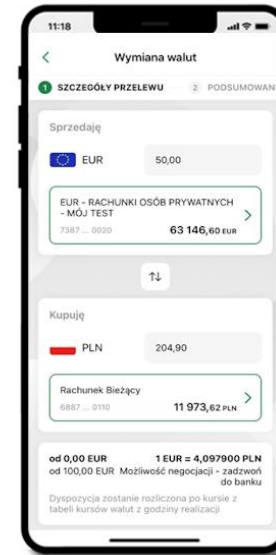 11:18
Wymiana walut
1 SZCZEGÓŁY PRZELEWU 2 PODSUMOWANI
Sprzedaję
EUR 50,00
EUR - RACHUNKI OSÓB PRYWATNYCH
- MÓJ TEST
7387 ... 0020 63 146,60 EUR
Kupuję
PLN 204,90
Rachunek Bieżący
6887 ... 0110 11 973,62 PLN
od 0,00 EUR 1 EUR = 4,097900 PLN
od 100,00 EUR Możliwość negocjacji - zadzwoń
do banku
Dyspozycja zostanie rozliczona po kursie z
tabeli kursów walut z godziny realizacji